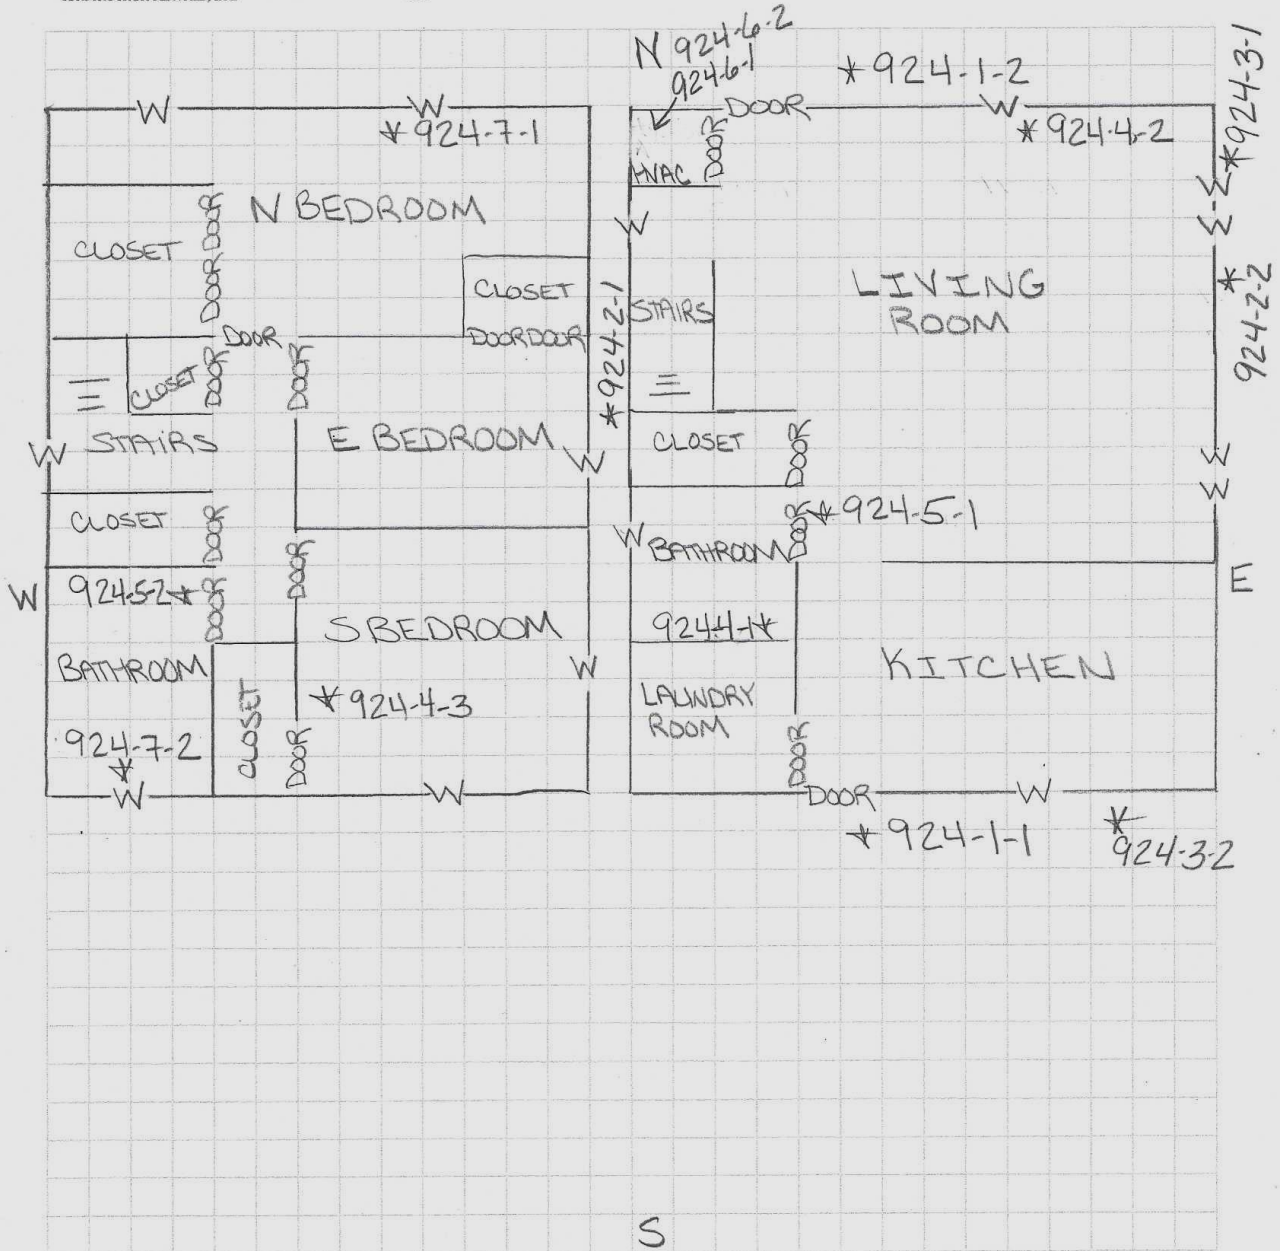 N 924-6-2
924-6-1
* 924-1-2
* 924-3-1
W
W
DOOR
W
* 924-7-1
DOOR
* 924-4-2
HVAC
N BEDROOM
DOOR
DOOR
CLOSET
W
W
W
CLOSET
STAIRS
LIVING
ROOM
* 924-2-2
DOOR
DOORDOOR
* 924-2-1
CLOSET
DOOR
DOOR
STAIRS
E BEDROOM
CLOSET
DOOR
W
W
W
W
CLOSET
DOOR
DOOR
* 924-5-1
W
BATHROOM
DOOR
W
924-5-2 *
DOOR
E
S BEDROOM
924-4-1 *
BATHROOM
W
KITCHEN
CLOSET
* 924-4-3
LAUNDRY
ROOM
924-7-2
*
DOOR
DOOR
W
W
DOOR
W
* 924-1-1
*
924-3-2
S